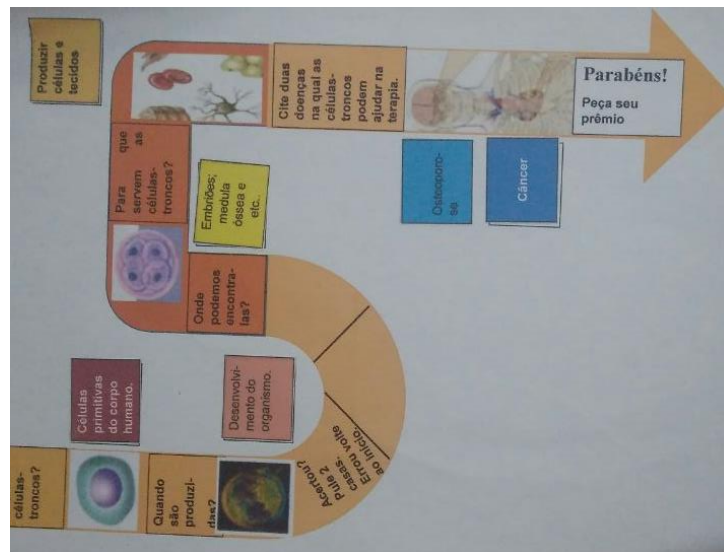 células-
troncos?
Células
primitivas
do corpo
humano.
Quando
são
produzi-
das?
Desenvolvi-
mento do
organismo.
Acertou?
Pule 2
casas.
Errou volte
ao início.
Onde
podemos
encontra-
las?
Embriões;
medula
óssea e
etc.
Para que
servem as
células-
troncos?
Produzir
células e
tecidos
Cite duas
doenças
na qual as
células-
troncos
podem
ajudar na
terapia.
Osteoporo-
se
Câncer
Parabéns!
Peça seu
prêmio